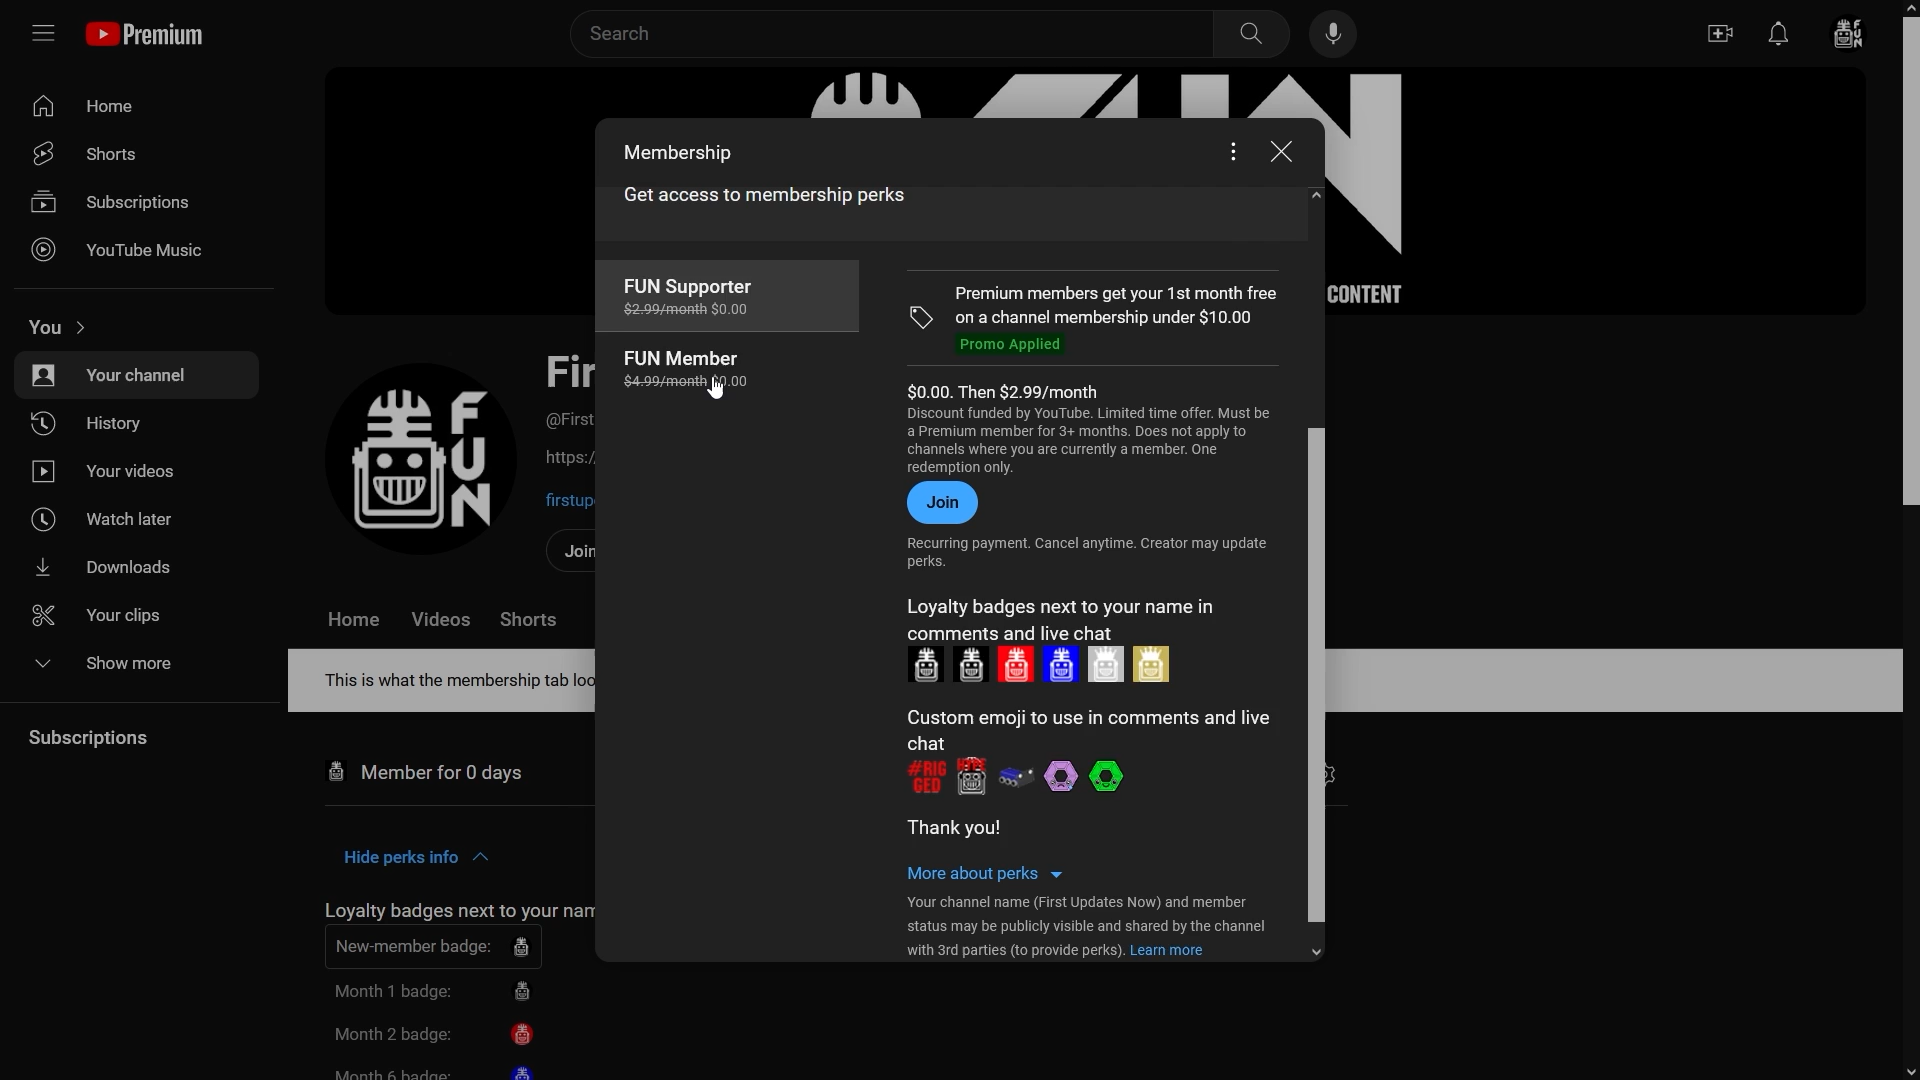 Premium
Search
FUN
Home
Shorts
Subscriptions
YouTube Music
You
Your channel
History
Your videos
Watch later
Downloads
Your clips
Show more
Subscriptions
CONTENT
FUN
Fir
@First
https:/
firstup
Join
Home Videos Shorts
This is what the membership tab loo
Member for 0 days
Hide perks info
Loyalty badges next to your nam
New-member badge:
Month 1 badge:
Month 2 badge:
Month 6 badge:
Membership
Get access to membership perks
FUN Supporter
$2.99/month $0.00
FUN Member
$4.99/month $0.00
Premium members get your 1st month free
on a channel membership under $10.00
Promo Applied
$0.00. Then $2.99/month
Discount funded by YouTube. Limited time offer. Must be
a Premium member for 3+ months. Does not apply to
channels where you are currently a member. One
redemption only.
Join
Recurring payment. Cancel anytime. Creator may update
perks.
Loyalty badges next to your name in
comments and live chat
Custom emoji to use in comments and live
chat
#RIG
GED
HYPE
Thank you!
More about perks
Your channel name (First Updates Now) and member
status may be publicly visible and shared by the channel
with 3rd parties (to provide perks). Learn more